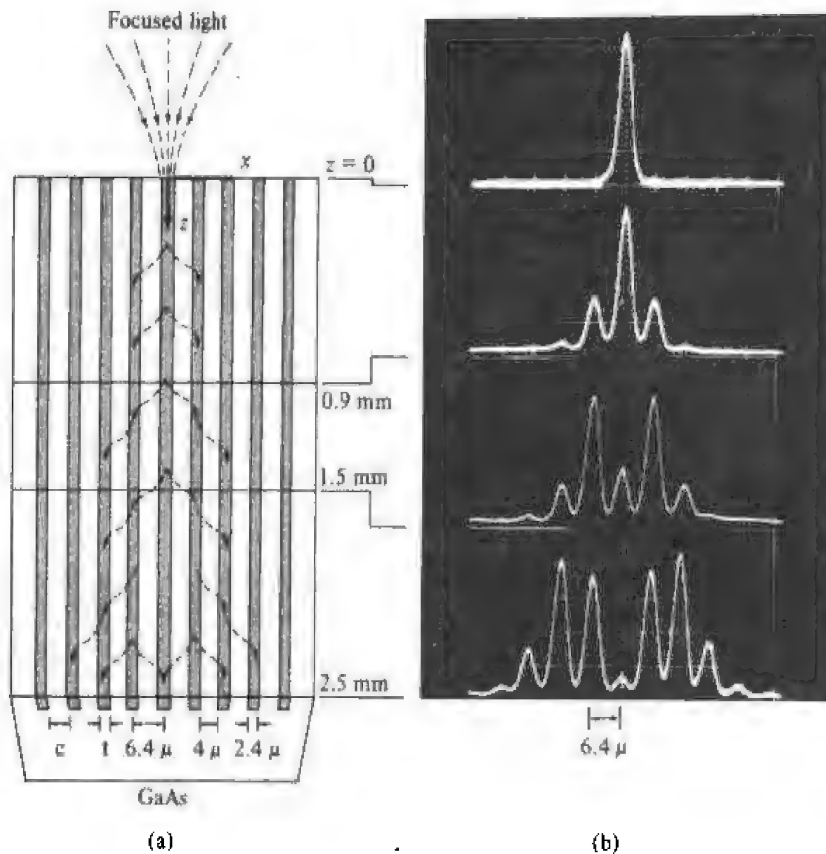 Focused light
x
z = 0
z
0.9 mm
1.5 mm
2.5 mm
c t 6.4 μ 4 μ 2.4 μ
GaAs
(a)
6.4 μ
(b)